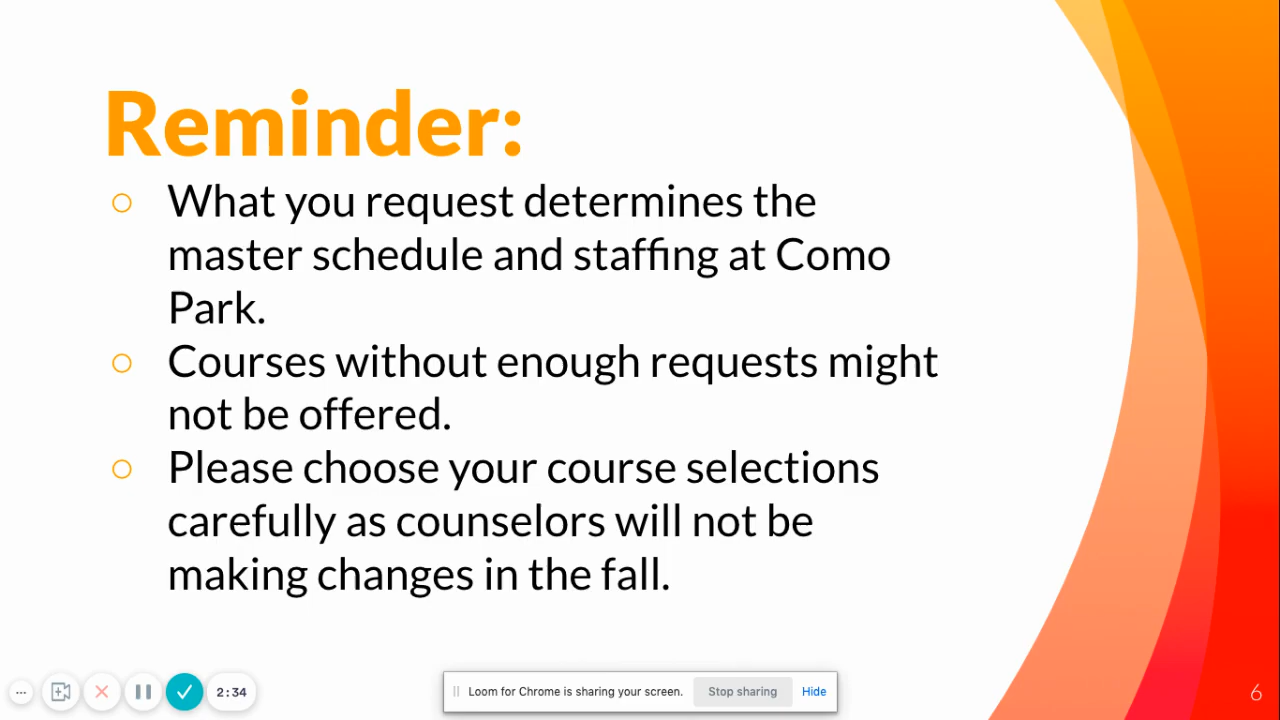 Reminder:
○ What you request determines the
master schedule and staffing at Como
Park.
○ Courses without enough requests might
not be offered.
○ Please choose your course selections
carefully as counselors will not be
making changes in the fall.
2:34
Loom for Chrome is sharing your screen. Stop sharing Hide
6